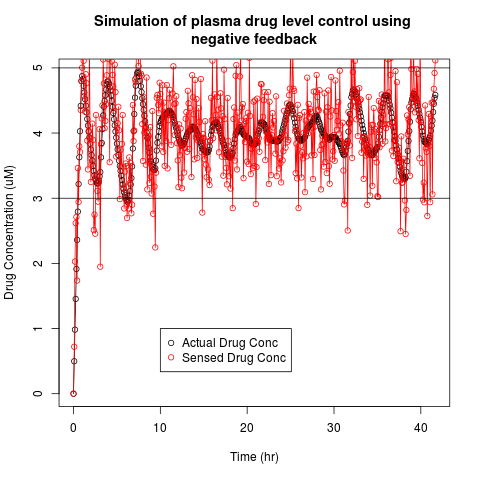 Simulation of plasma drug level control using
negative feedback
Drug Concentration (uM)
5
4
3
2
1
0
Actual Drug Conc
Sensed Drug Conc
0 10 20 30 40
Time (hr)